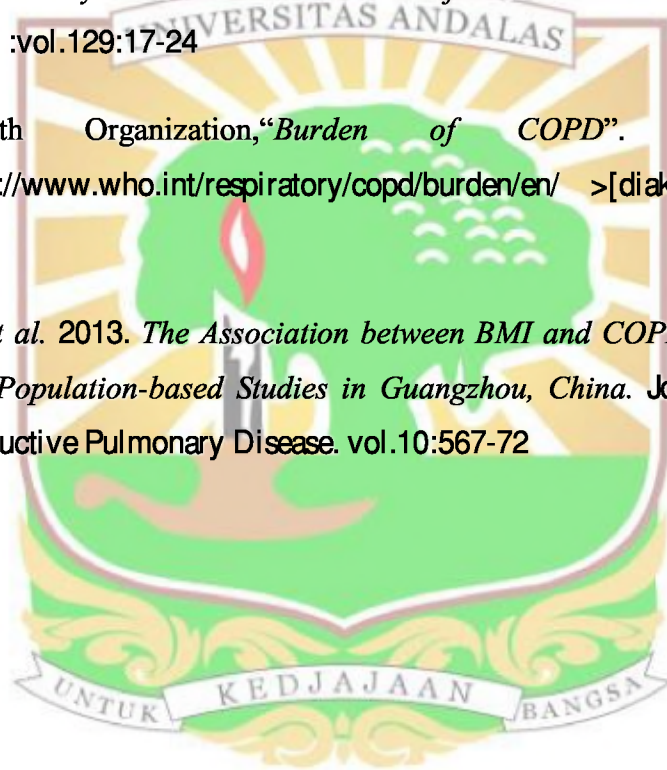 UNIVERSITAS ANDALAS
:vol.129:17-24
th Organization,“Burden of COPD”.
://www.who.int/respiratory/copd/burden/en/ >[diak
t al. 2013. The Association between BMI and COP
Population-based Studies in Guangzhou, China. Jo
uctive Pulmonary Disease. vol.10:567-72
UNTUK KEDJAJAAN BANGSA